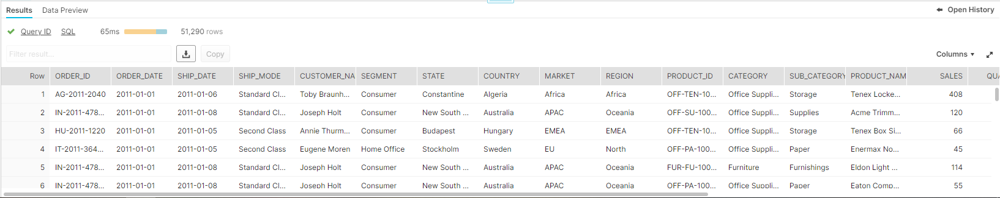 Results Data Preview Open History
Query ID SQL 65ms 51,290 rows
Filter result... Copy Columns
Row ORDER_ID ORDER_DATE SHIP_DATE SHIP_MODE CUSTOMER_NA SEGMENT STATE COUNTRY MARKET REGION PRODUCT_ID CATEGORY SUB_CATEGORY PRODUCT_NAM SALES QUA
1 AG-2011-2040 2011-01-01 2011-01-06 Standard Cl... Toby Braunh... Consumer Constantine Algeria Africa Africa OFF-TEN-10... Office Suppli... Storage Tenex Locke... 408
2 IN-2011-478... 2011-01-01 2011-01-08 Standard Cl... Joseph Holt Consumer New South ... Australia APAC Oceania OFF-SU-100... Office Suppli... Supplies Acme Trimm... 120
3 HU-2011-1220 2011-01-01 2011-01-05 Second Class Annie Thurm... Consumer Budapest Hungary EMEA EMEA OFF-TEN-10... Office Suppli... Storage Tenex Box Si... 66
4 IT-2011-364... 2011-01-01 2011-01-05 Second Class Eugene Moren Home Office Stockholm Sweden EU North OFF-PA-100... Office Suppli... Paper Enermax No... 45
5 IN-2011-478... 2011-01-01 2011-01-08 Standard Cl... Joseph Holt Consumer New South ... Australia APAC Oceania FUR-FU-100... Furniture Furnishings Eldon Light ... 114
6 IN-2011-478... 2011-01-01 2011-01-08 Standard Cl... Joseph Holt Consumer New South ... Australia APAC Oceania OFF-PA-100... Office Suppli... Paper Eaton Comp... 55